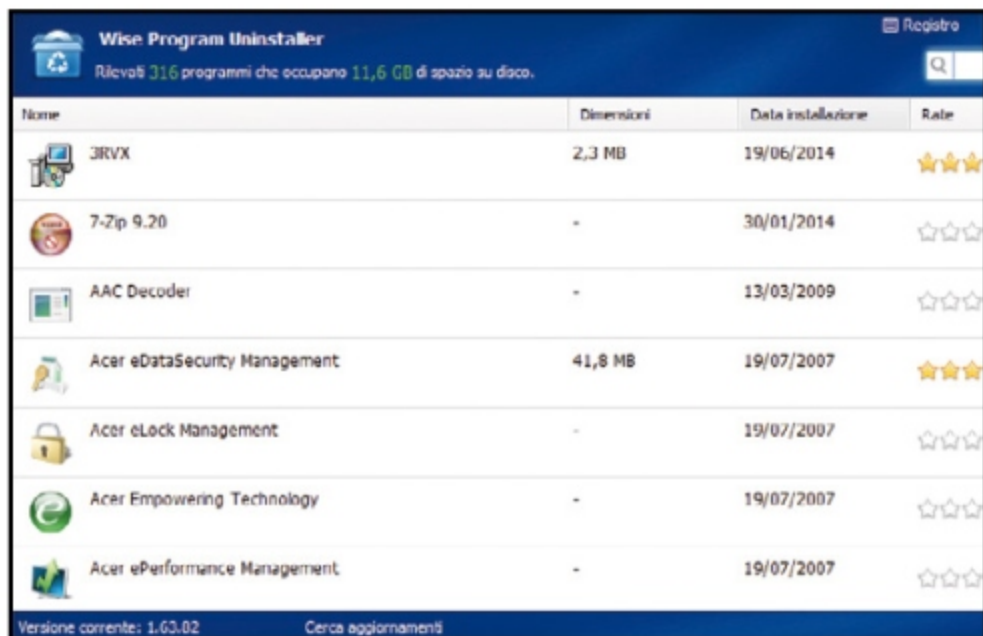 Wise Program Uninstaller
Registro
Rilevati 316 programmi che occupano 11,6 GB di spazio su disco.
Nome Dimensioni Data installazione Rate
3RVX 2,3 MB 19/06/2014
7-Zip 9.20 - 30/01/2014
AAC Decoder - 13/03/2009
Acer eDataSecurity Management 41,8 MB 19/07/2007
Acer eLock Management - 19/07/2007
Acer Empowering Technology - 19/07/2007
Acer ePerformance Management - 19/07/2007
Versione corrente: 1.63.82 Cerca aggiornamenti